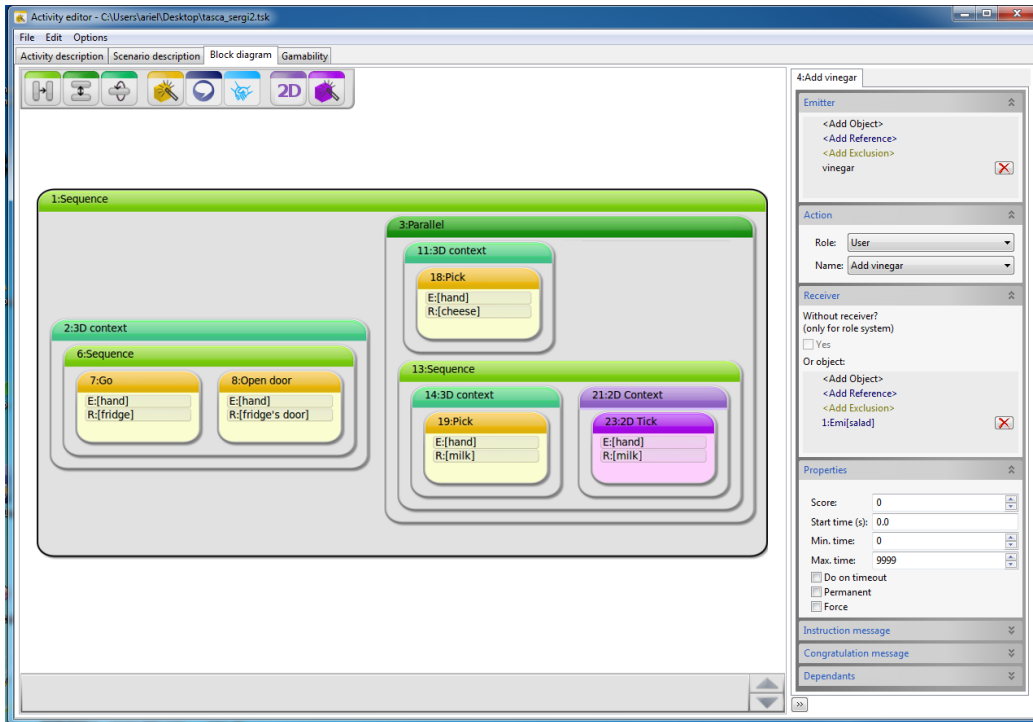 Activity editor - C:\Users\ariel\Desktop\tasca_sergi2.tsk
File Edit Options
Activity description Scenario description Block diagram Gamability
2D
1:Sequence
2:3D context
6:Sequence
7:Go
E:[hand]
R:[fridge]
8:Open door
E:[hand]
R:[fridge's door]
3:Parallel
11:3D context
18:Pick
E:[hand]
R:[cheese]
13:Sequence
14:3D context
19:Pick
E:[hand]
R:[milk]
21:2D Context
23:2D Tick
E:[hand]
R:[milk]
4:Add vinegar
Emitter
<Add Object>
<Add Reference>
<Add Exclusion>
vinegar
Action
Role: User
Name: Add vinegar
Receiver
Without receiver?
(only for role system)
Yes
Or object:
<Add Object>
<Add Reference>
<Add Exclusion>
1:Emi[salad]
Properties
Score: 0
Start time (s): 0.0
Min. time: 0
Max. time: 9999
Do on timeout
Permanent
Force
Instruction message
Congratulation message
Dependants